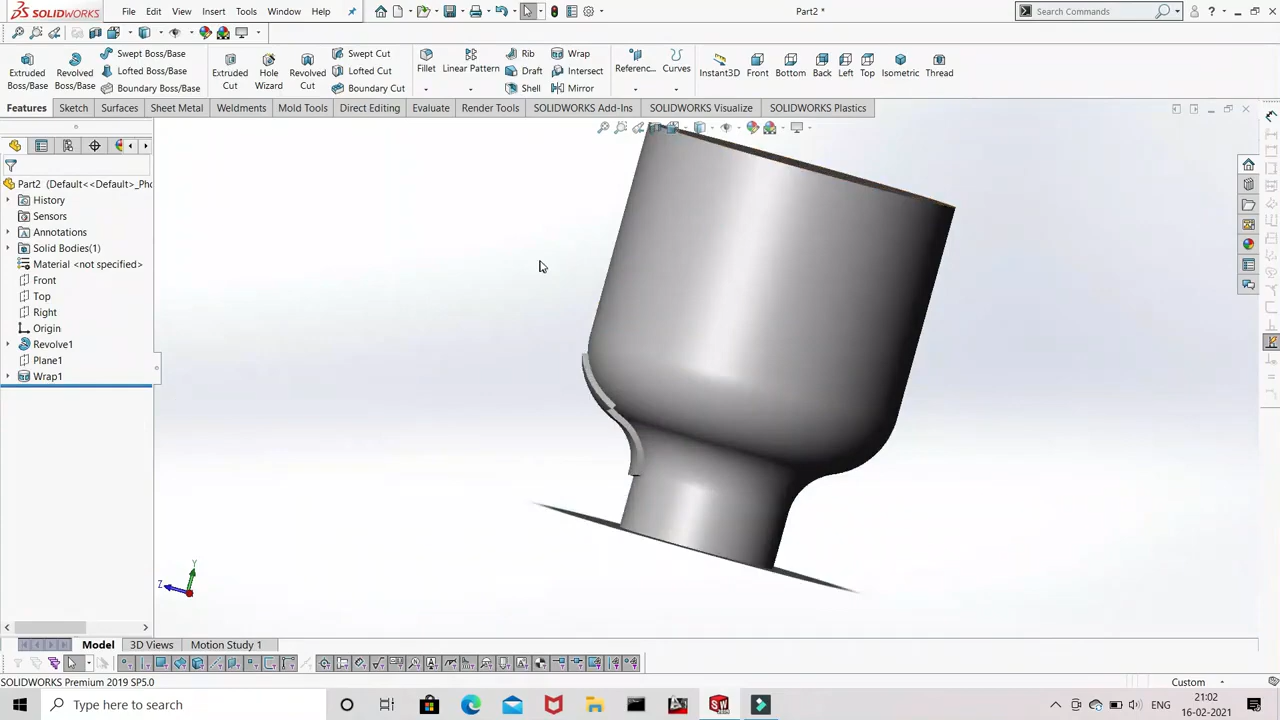 SOLIDWORKS File Edit View Insert Tools Window Help Part2 * Search Commands ?
Extruded Boss/Base
Revolved Boss/Base
Swept Boss/Base
Lofted Boss/Base
Boundary Boss/Base
Extruded Cut
Hole Wizard
Revolved Cut
Swept Cut
Lofted Cut
Boundary Cut
Fillet
Linear Pattern
Rib
Draft
Shell
Wrap
Intersect
Mirror
Referenc...
Curves
Instant3D
Front
Bottom
Back
Left
Top
Isometric
Thread
Features Sketch Surfaces Sheet Metal Weldments Mold Tools Direct Editing Evaluate Render Tools SOLIDWORKS Add-Ins SOLIDWORKS Visualize SOLIDWORKS Plastics
Part2 (Default<<Default>_Pho
History
Sensors
Annotations
Solid Bodies(1)
Material <not specified>
Front
Top
Right
Origin
Revolve1
Plane1
Wrap1
Y
Z
Model 3D Views Motion Study 1
SOLIDWORKS Premium 2019 SP5.0 Custom
Type here to search ENG 21:02
16-02-2021